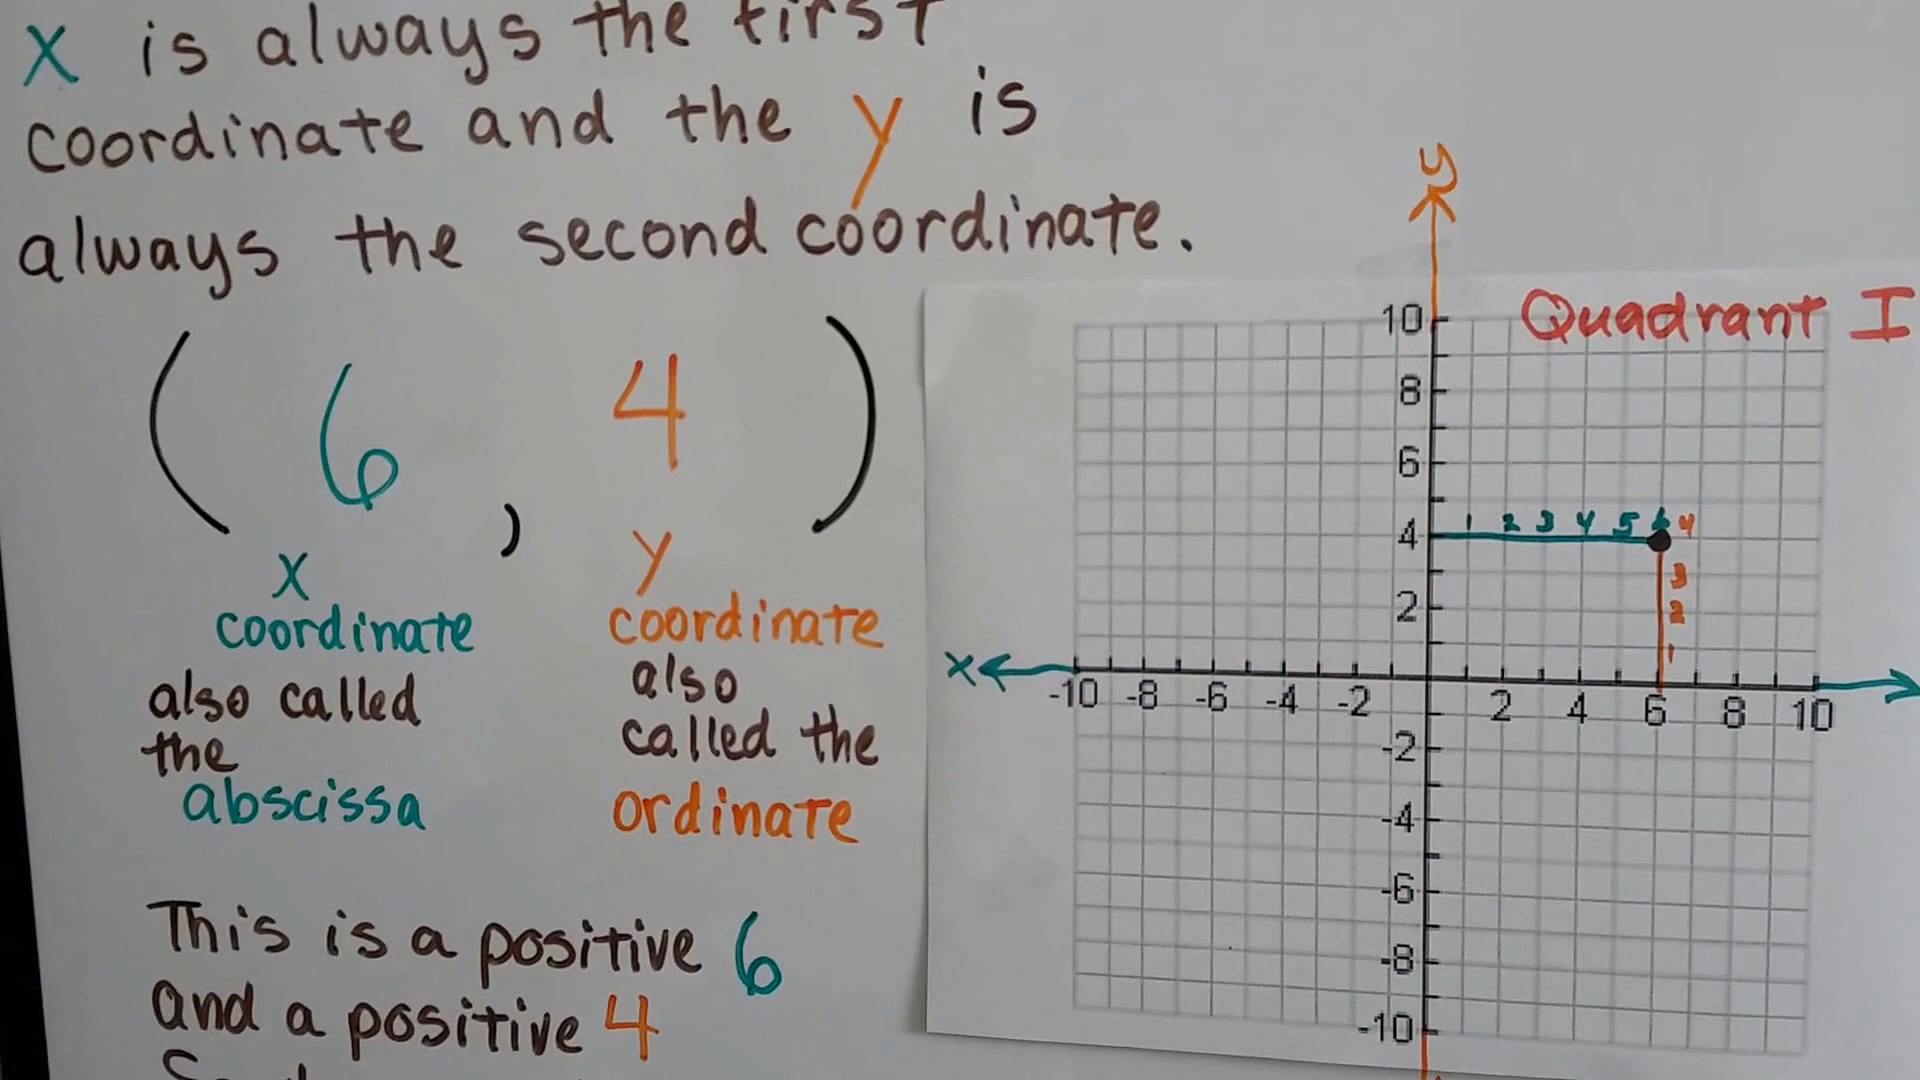 x is always the first
coordinate and the y is
always the second coordinate.
( 6 , 4 )
x
coordinate
also called
the
abscissa
y
coordinate
also
called the
ordinate
This is a positive 6
and a positive 4
y
Quadrant I
10
8
6
4
2
1 2 3 4 5 6
4
3
2
1
x
-10 -8 -6 -4 -2 2 4 6 8 10
-2
-4
-6
-8
-10